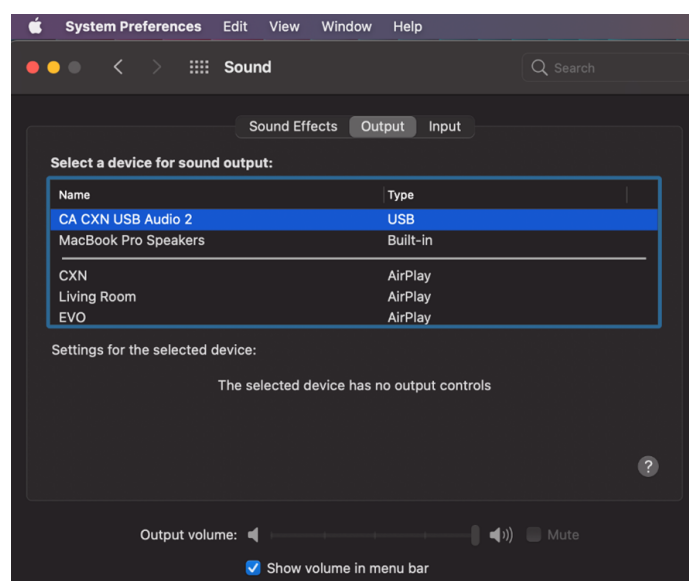 System Preferences Edit View Window Help
Sound Search
Sound Effects Output Input
Select a device for sound output:
Name Type
CA CXN USB Audio 2 USB
MacBook Pro Speakers Built-in
CXN AirPlay
Living Room AirPlay
EVO AirPlay
Settings for the selected device:
The selected device has no output controls
?
Output volume: Mute
Show volume in menu bar